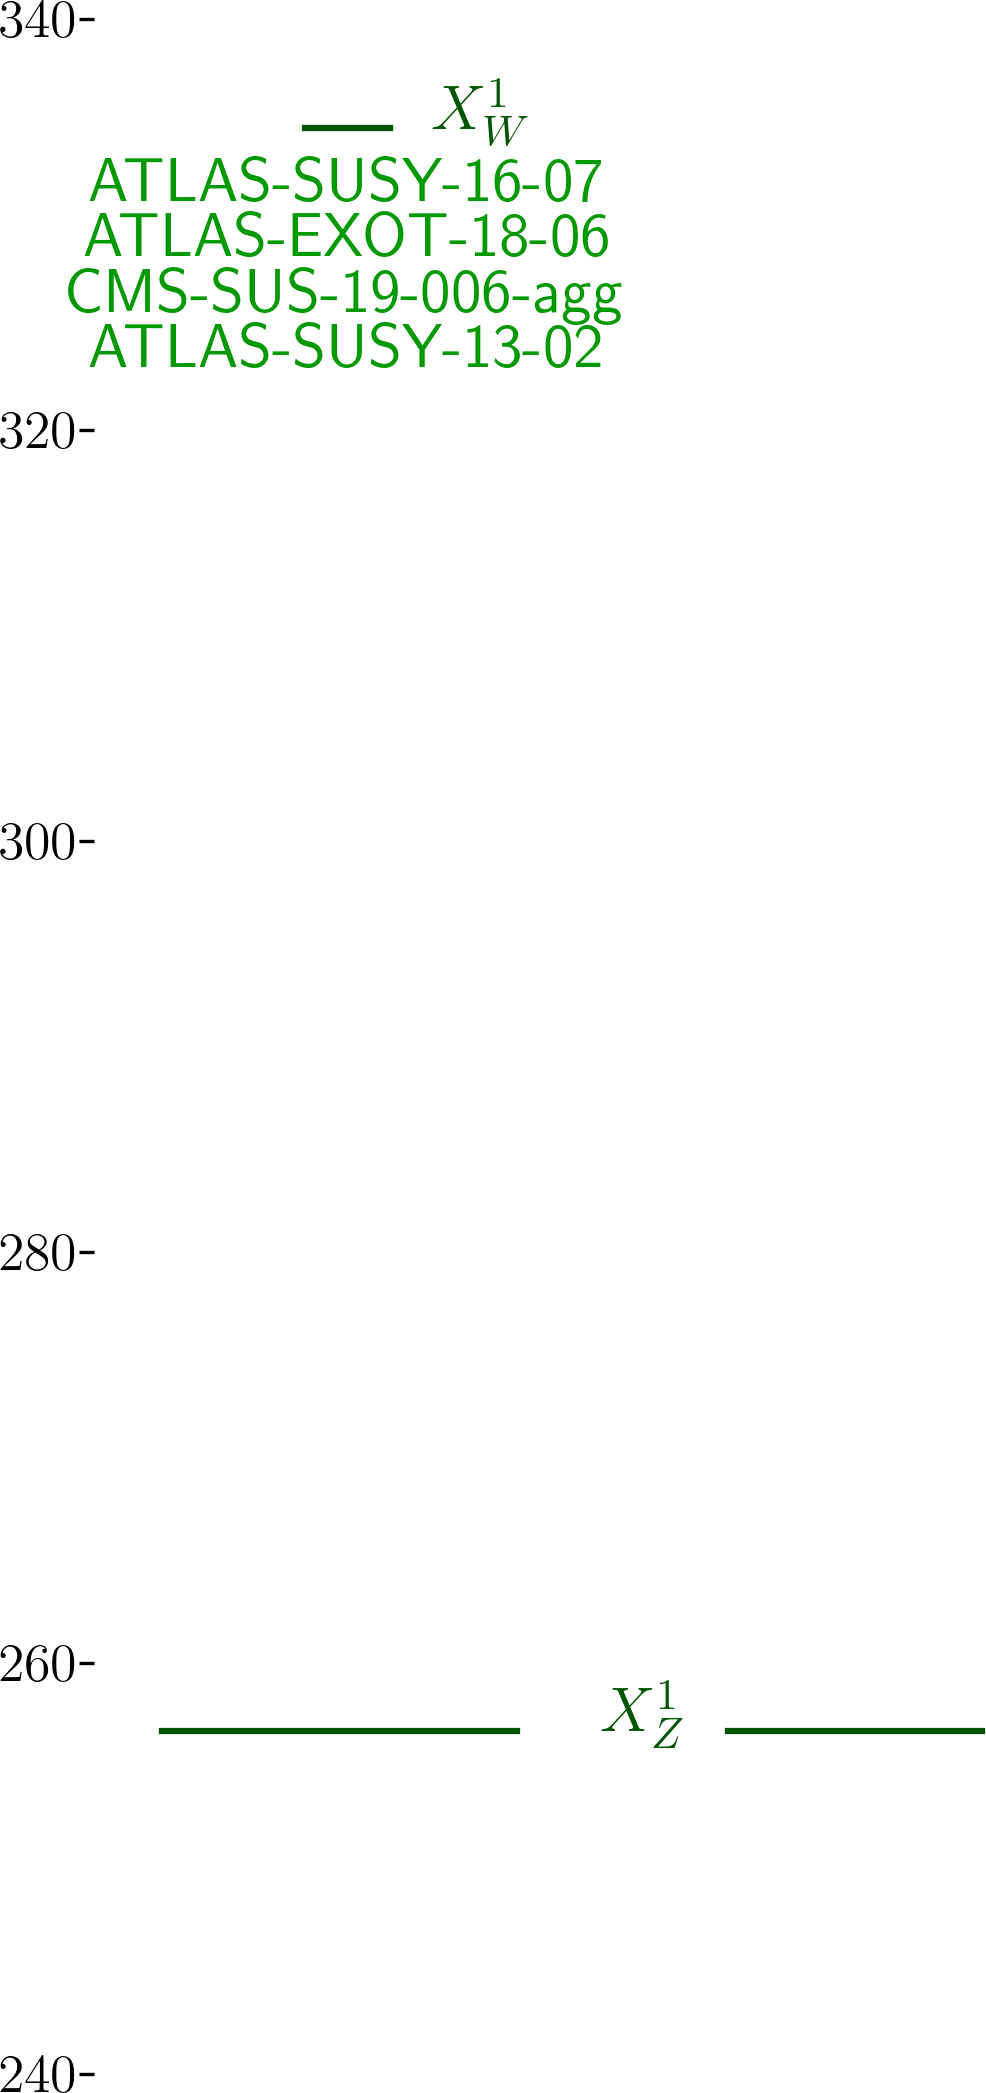 340-
X_W^1
ATLAS-SUSY-16-07
ATLAS-EXOT-18-06
CMS-SUS-19-006-agg
ATLAS-SUSY-13-02
320-
300-
280-
260-
X_Z^1
240-